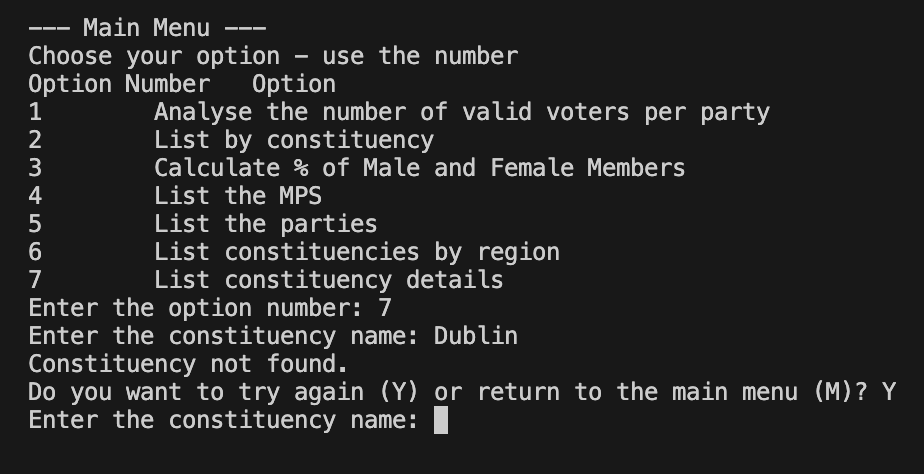 --- Main Menu ---
Choose your option - use the number
Option Number   Option
1        Analyse the number of valid voters per party
2        List by constituency
3        Calculate % of Male and Female Members
4        List the MPS
5        List the parties
6        List constituencies by region
7        List constituency details
Enter the option number: 7
Enter the constituency name: Dublin
Constituency not found.
Do you want to try again (Y) or return to the main menu (M)? Y
Enter the constituency name: